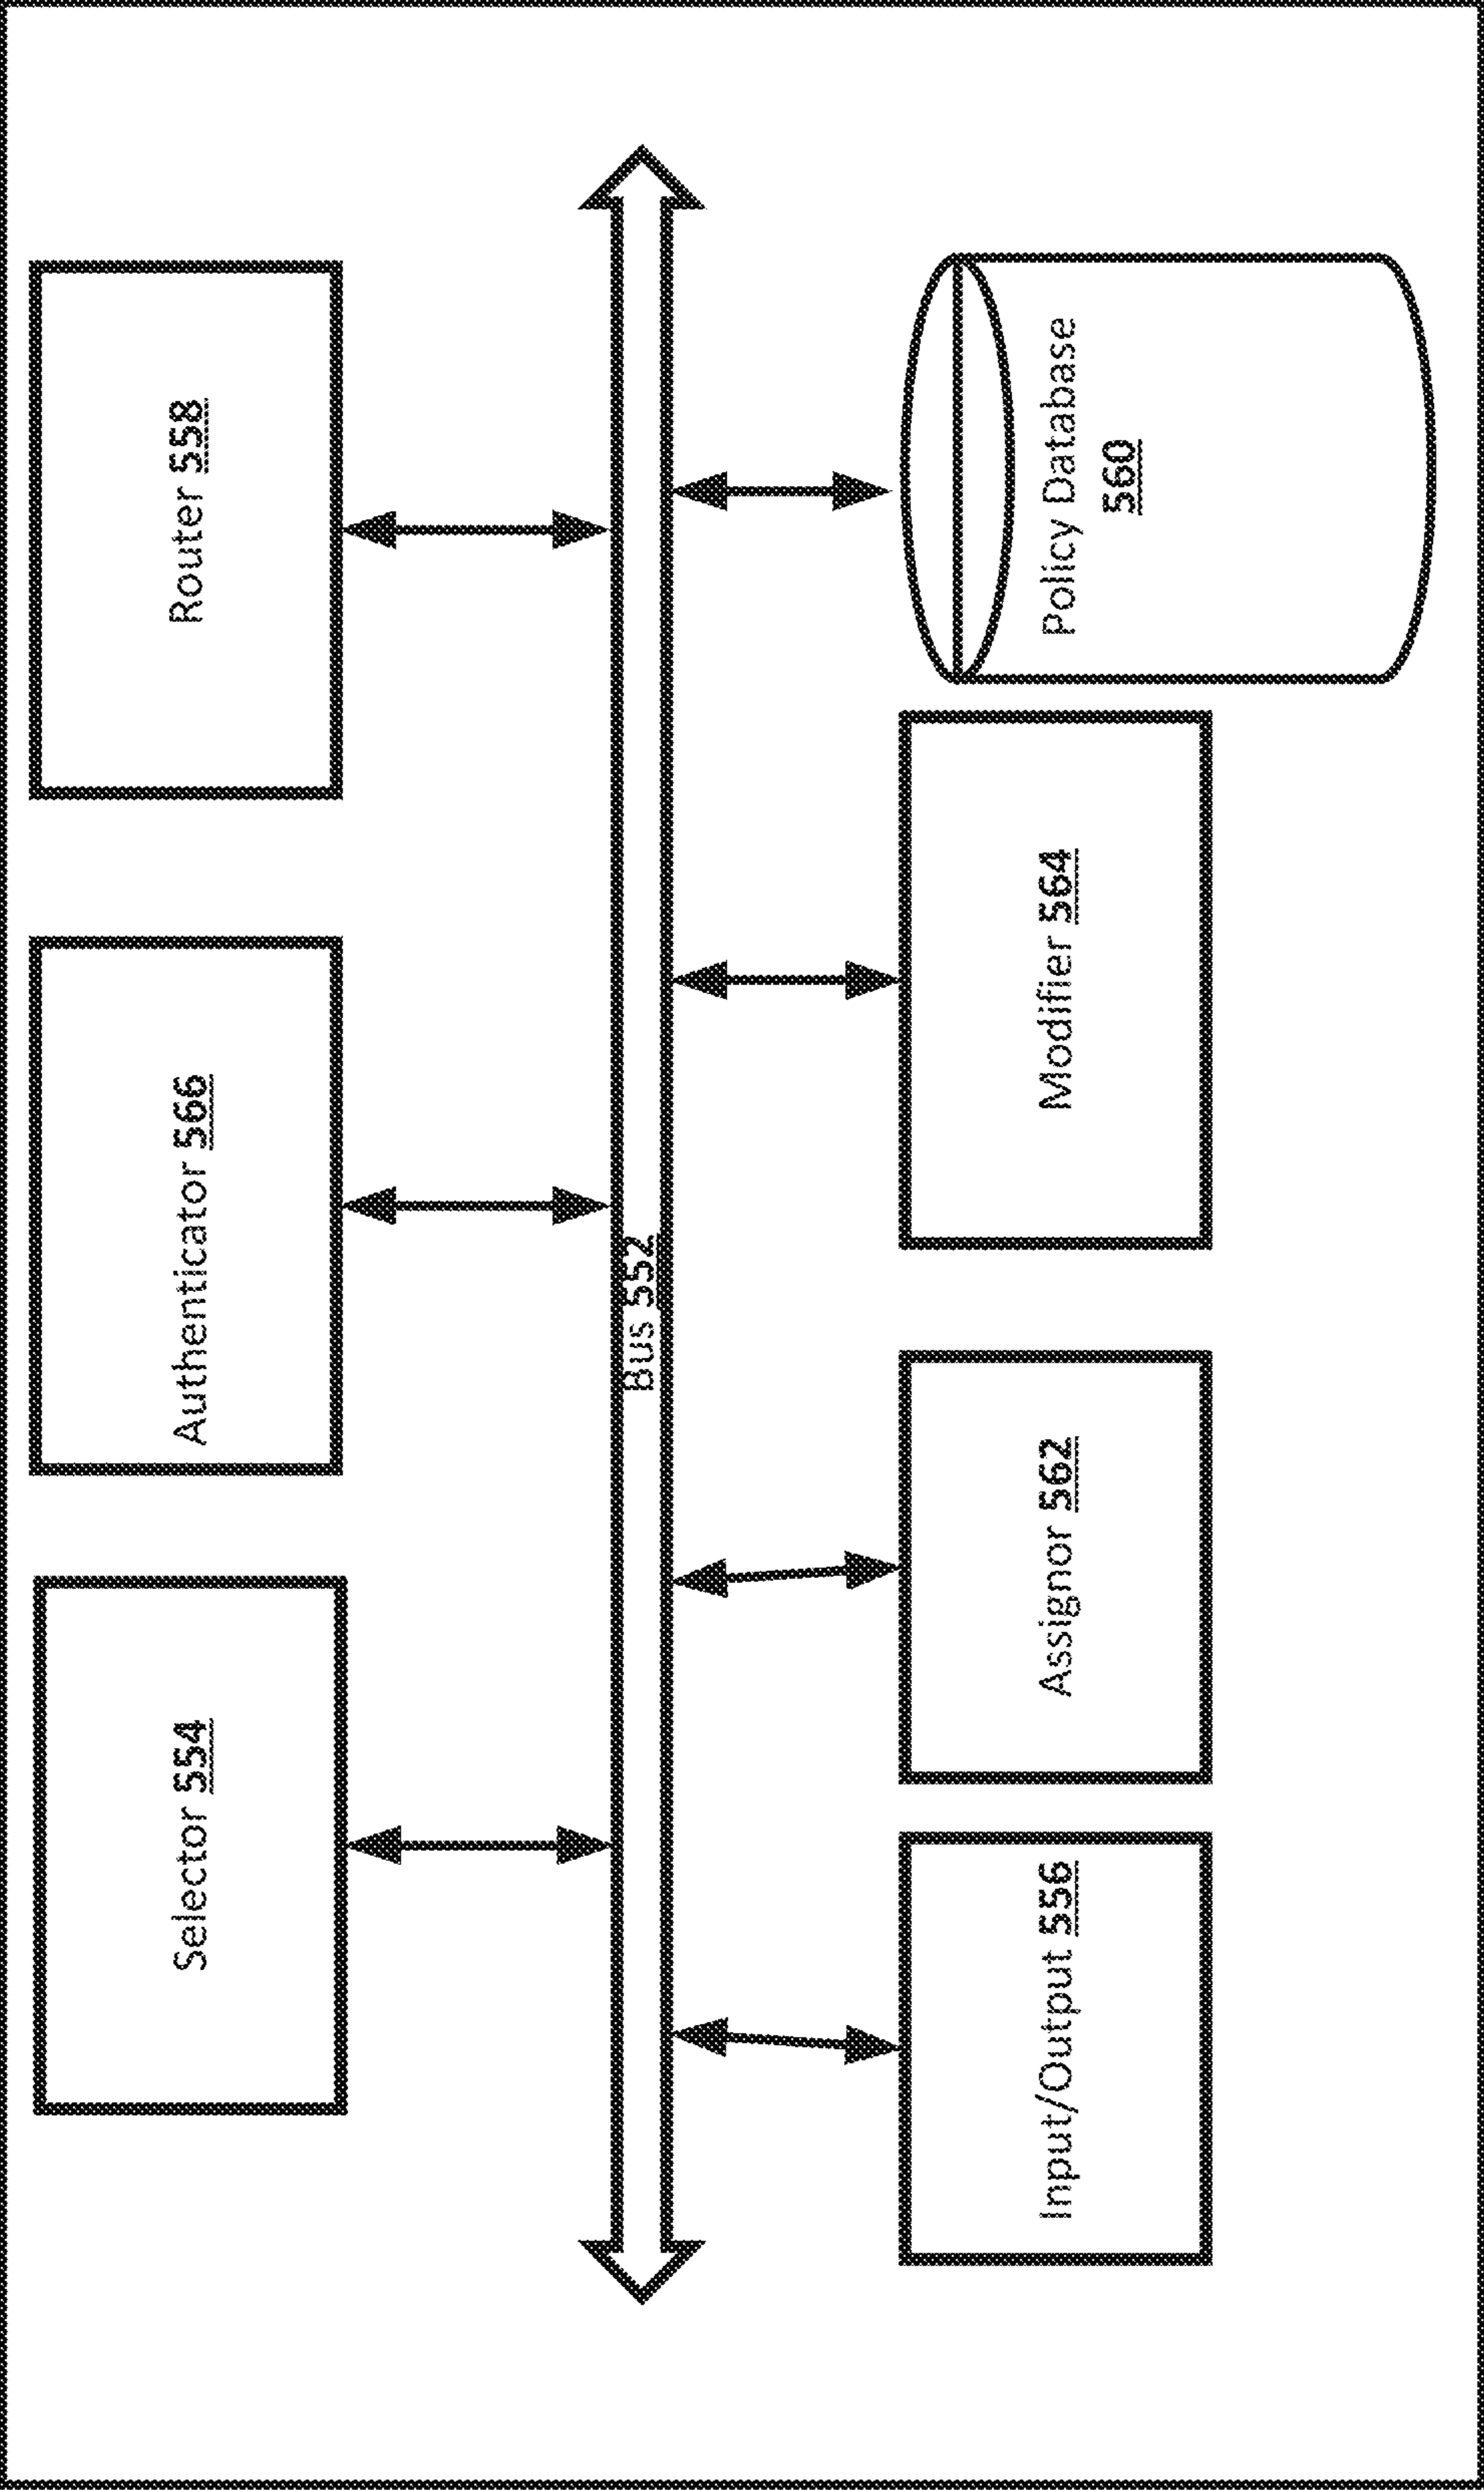 Selector 554
Authenticator 566
Router 558
Bus 552
Input/Output 556
Assignor 562
Modifier 564
Policy Database
560